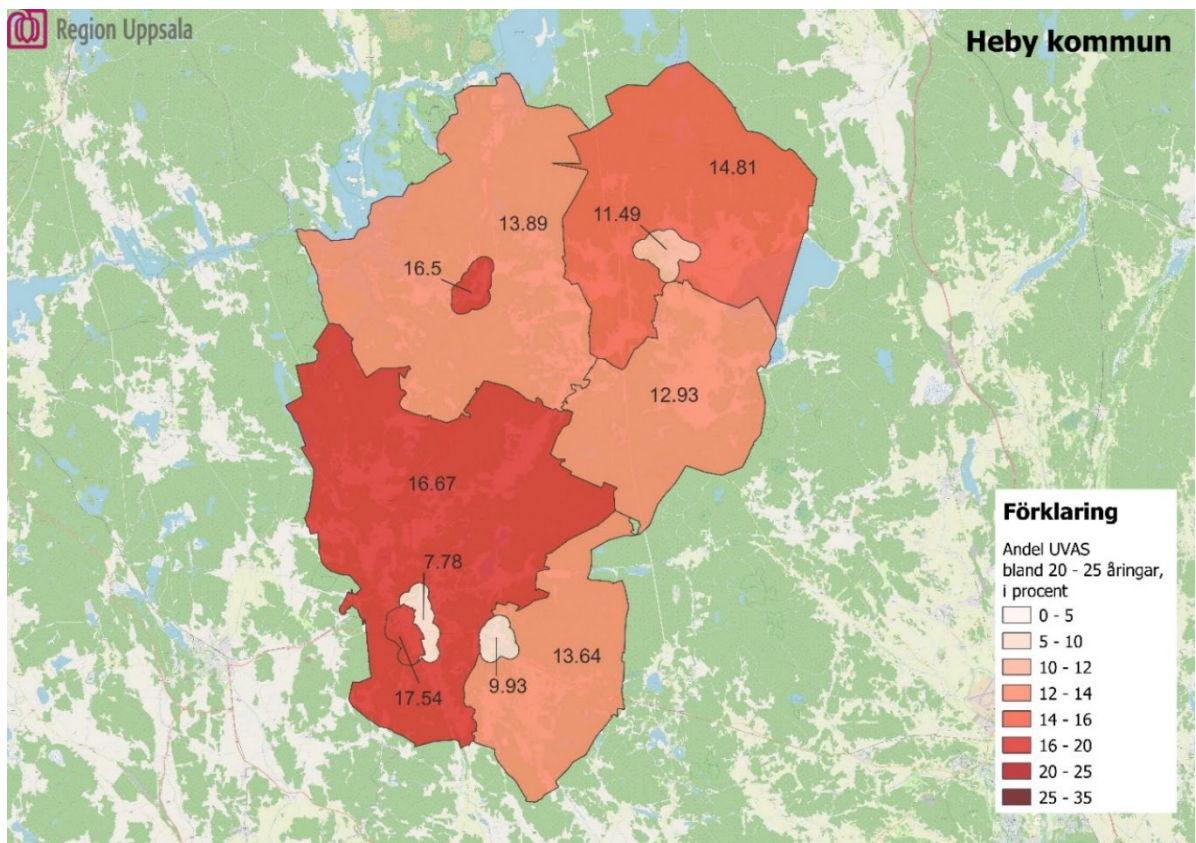 Region Uppsala
Heby kommun
14.81
11.49
13.89
16.5
12.93
16.67
7.78
13.64
9.93
17.54
Förklaring
Andel UVAS
bland 20 - 25 åringar,
i procent
0 - 5
5 - 10
10 - 12
12 - 14
14 - 16
16 - 20
20 - 25
25 - 35